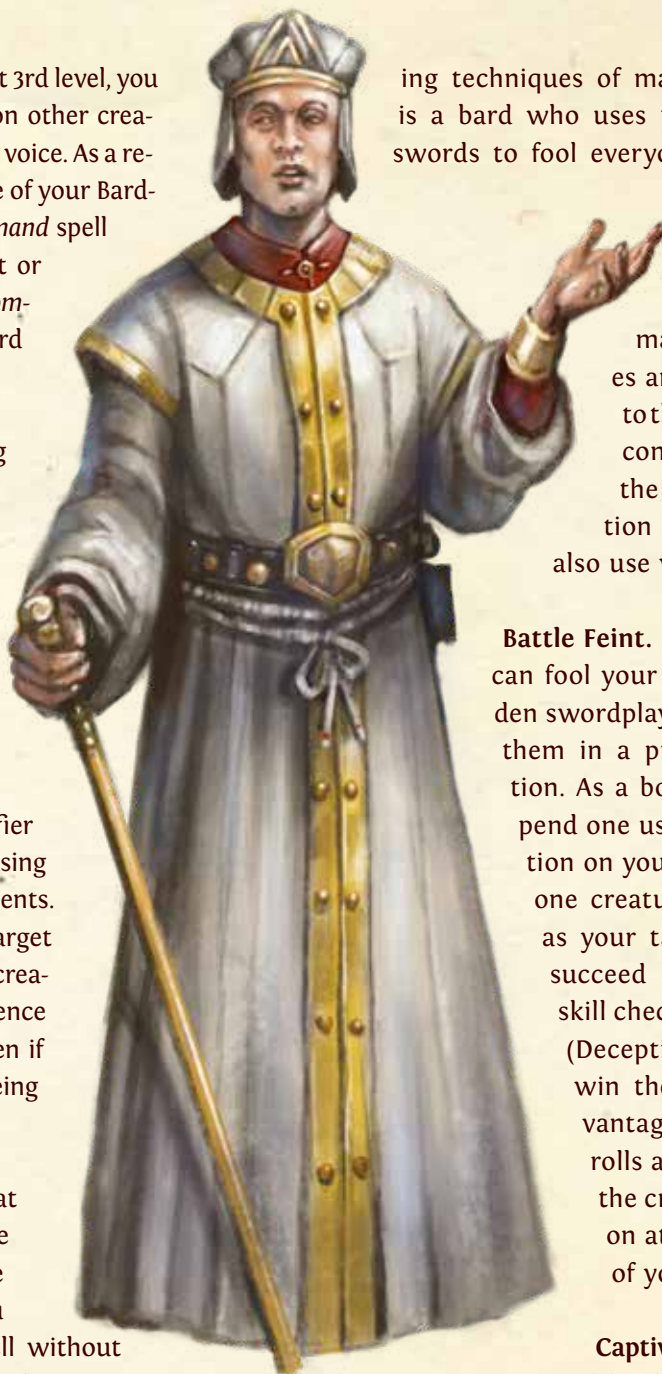 t 3rd level, you
on other crea-
voice. As a re-
e of your Bard-
mand spell
t or
om-
rd
g
fier
sing
ents.
arget
crea-
ence
en if
eing
at
e
e
u
ll without
ing techniques of ma
is a bard who uses
swords to fool everyo
ma
es an
to th
con
the
tion
also use
Battle Feint.
can fool your
den swordplay
them in a p
tion. As a bo
pend one us
tion on you
one creatu
as your ta
succeed
skill chec
(Decepti
win the
vantag
rolls a
the cr
on at
of yo
Captiv